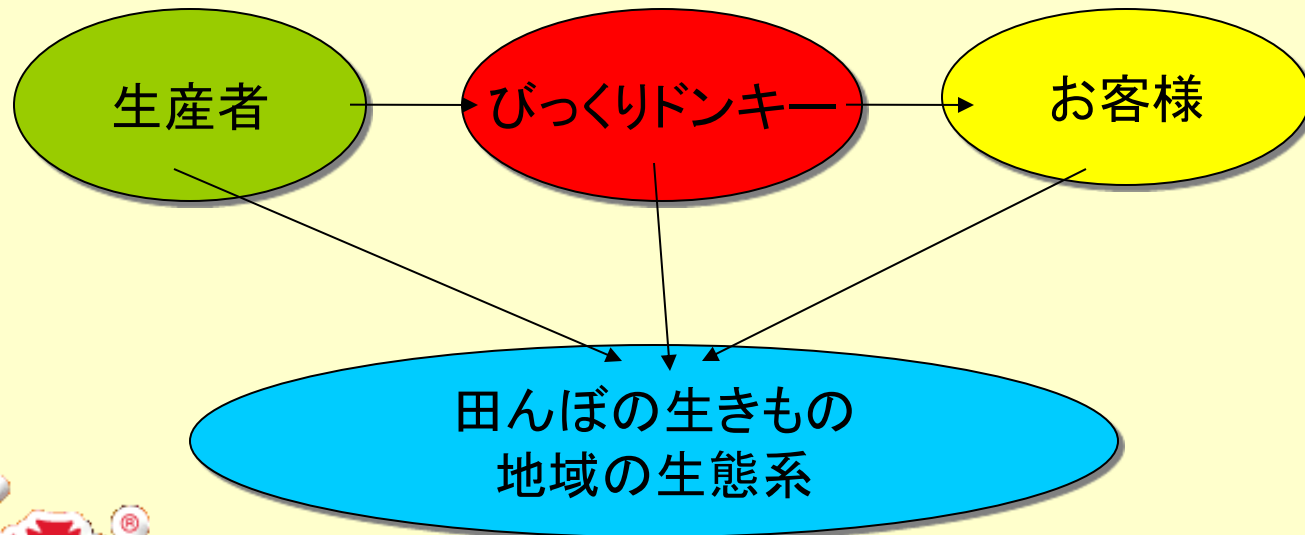 生産者
びっくりドンキー
お客様
田んぼの生きもの
地域の生態系
®